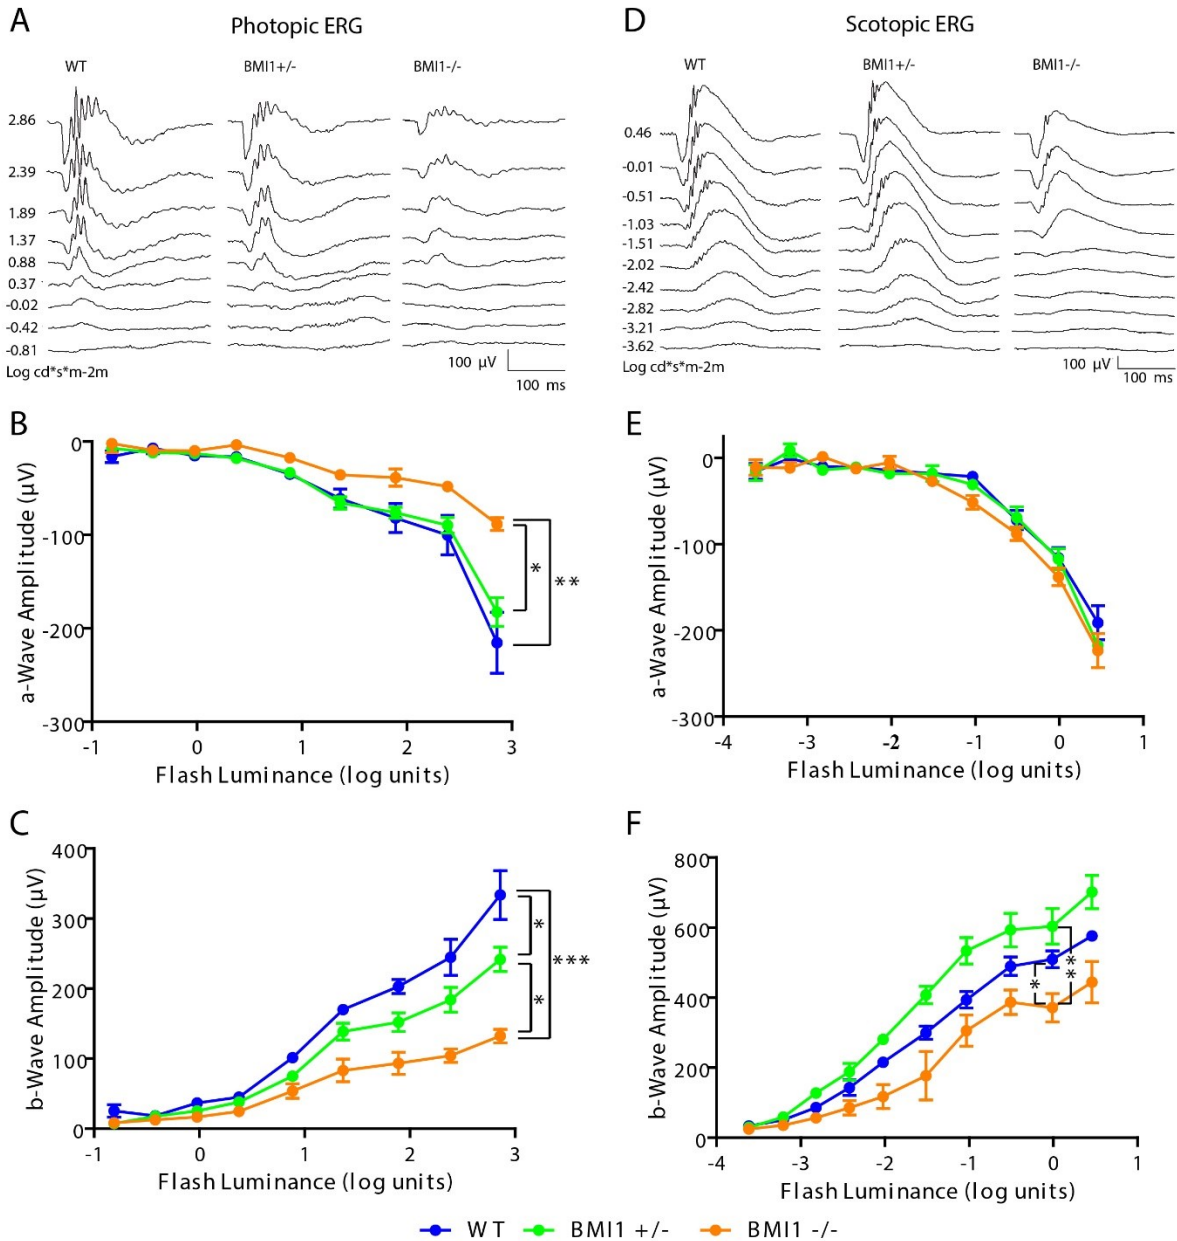 A
Photopic ERG
WT
BMI1+/-
BMI1-/-
2.86
2.39
1.89
1.37
0.88
0.37
-0.02
-0.42
-0.81
Log cd*s*m-2m
100 µV
100 ms
D
Scotopic ERG
WT
BMI1+/-
BMI1-/-
0.46
-0.01
-0.51
-1.03
-1.51
-2.02
-2.42
-2.82
-3.21
-3.62
Log cd*s*m-2m
100 µV
100 ms
B
a-Wave Amplitude (µV)
0
-100
-200
-300
-1
0
1
2
3
*
**
Flash Luminance (log units)
E
a-Wave Amplitude (µV)
0
-100
-200
-300
-4
-3
-2
-1
0
1
Flash Luminance (log units)
C
b-Wave Amplitude (µV)
400
300
200
100
0
-1
0
1
2
3
*
*
***
Flash Luminance (log units)
F
b-Wave Amplitude (µV)
800
600
400
200
0
-4
-3
-2
-1
0
1
*
**
Flash Luminance (log units)
WT
BMI1 +/-
BMI1 -/-